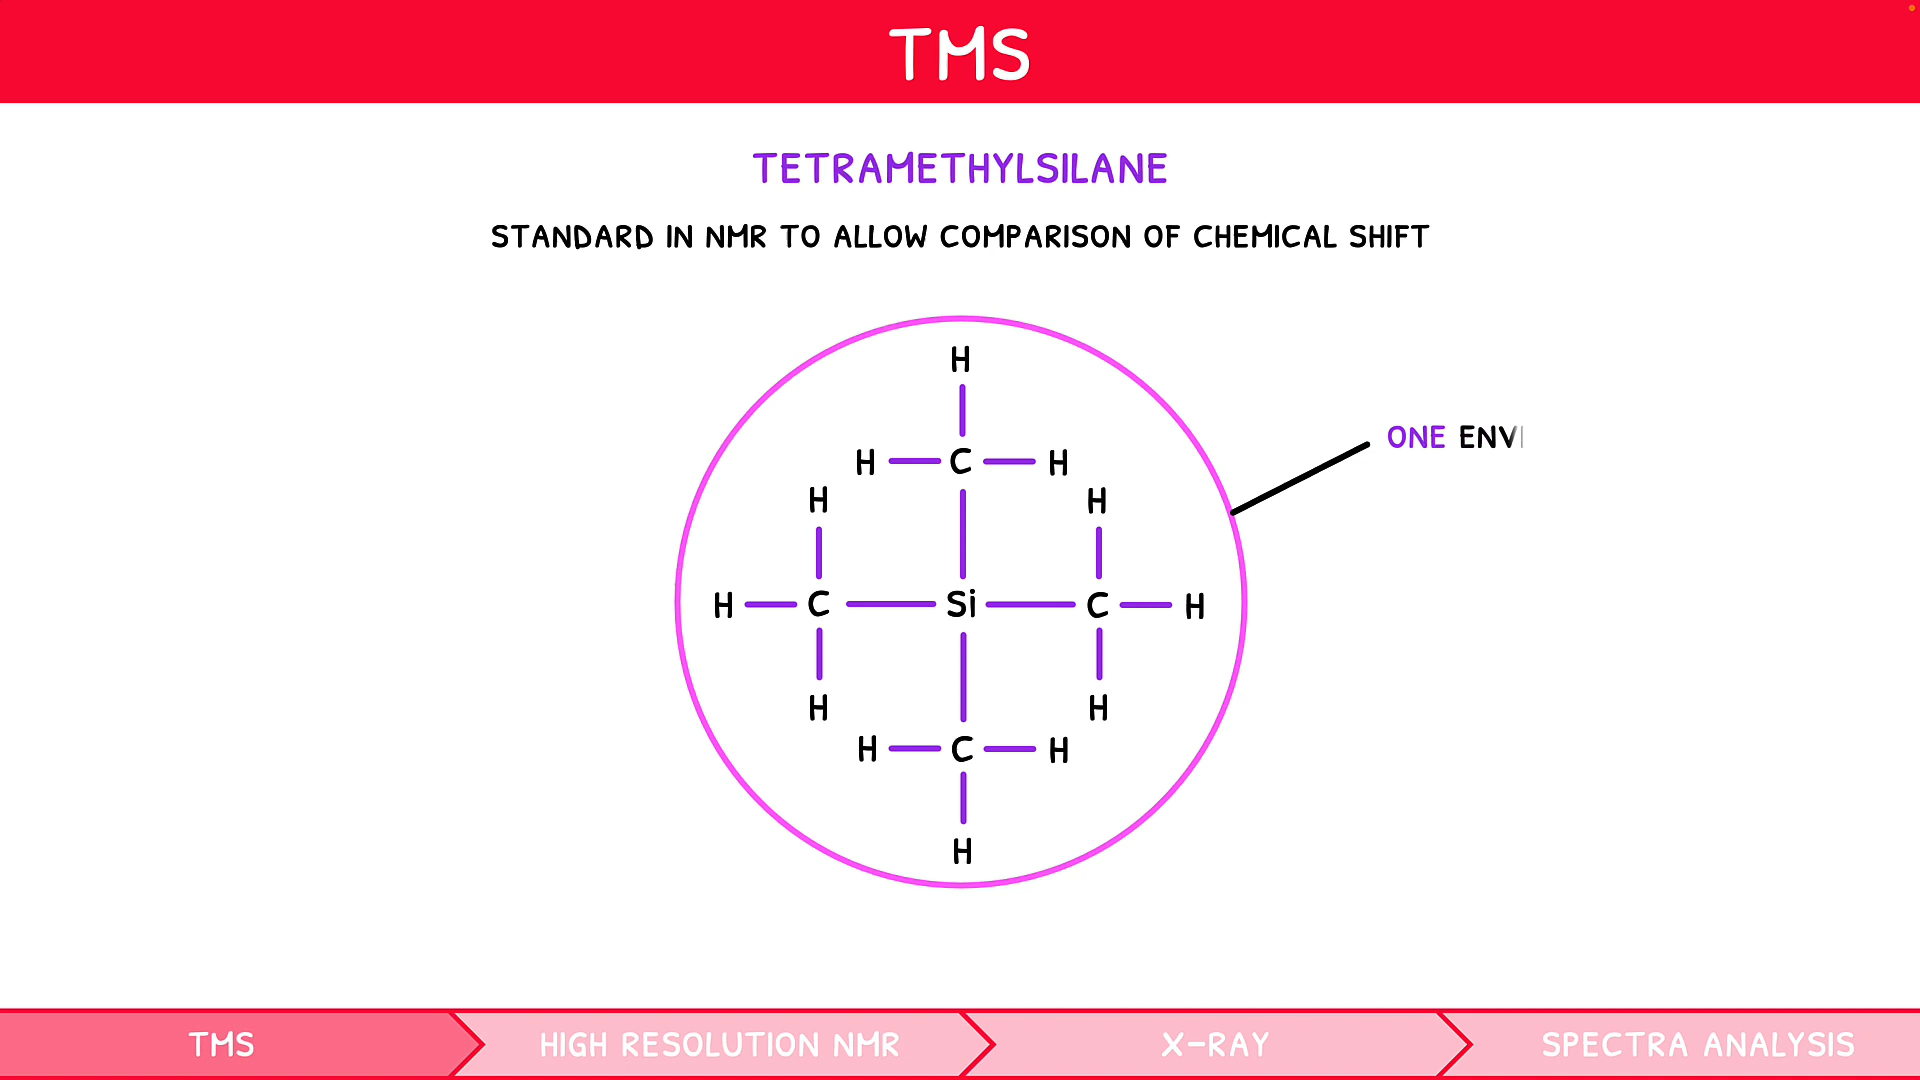 TMS
TETRAMETHYLSILANE
STANDARD IN NMR TO ALLOW COMPARISON OF CHEMICAL SHIFT
H
H C H
H H
ONE
H C Si C H
H H
H C H
H
TMS HIGH RESOLUTION NMR X-RAY SPECTRA ANALYSIS